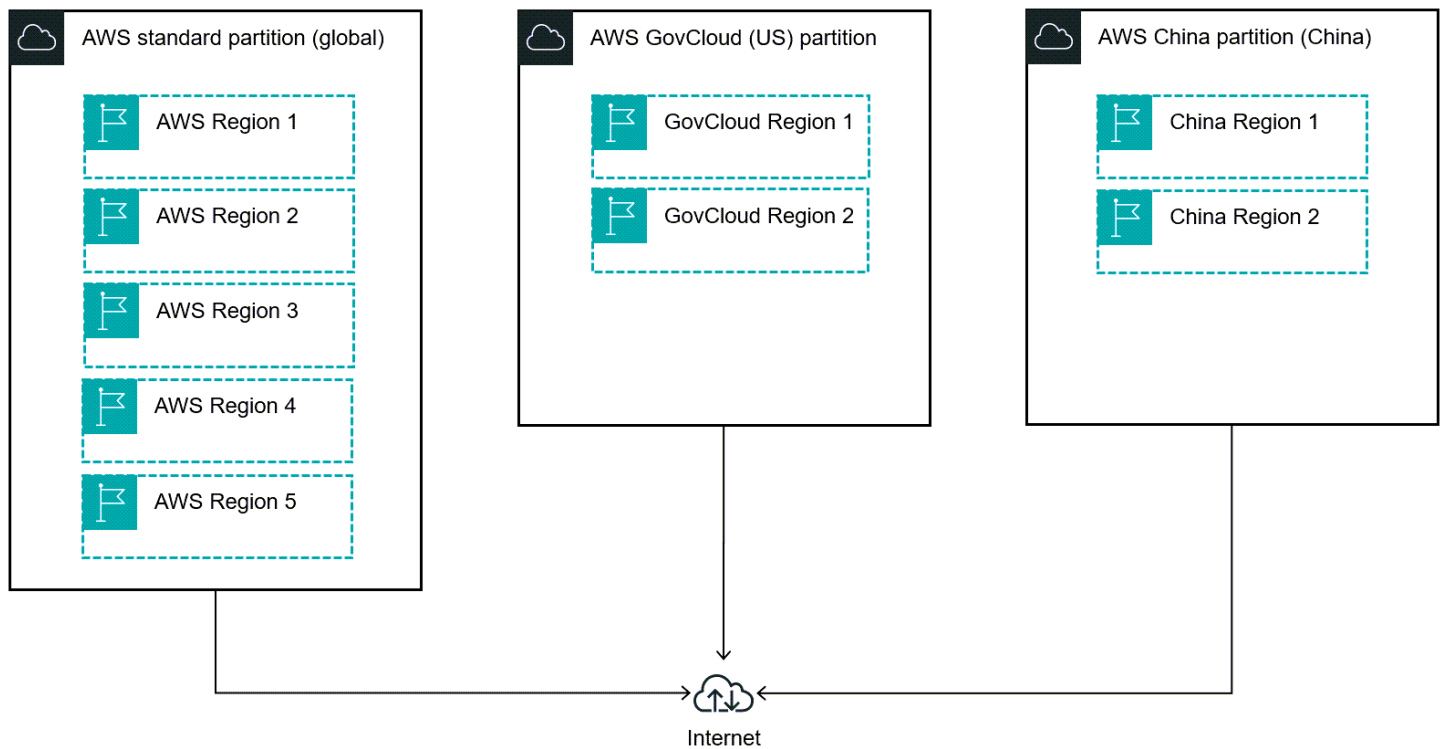 AWS standard partition (global)
AWS Region 1
AWS Region 2
AWS Region 3
AWS Region 4
AWS Region 5
AWS GovCloud (US) partition
GovCloud Region 1
GovCloud Region 2
AWS China partition (China)
China Region 1
China Region 2
Internet